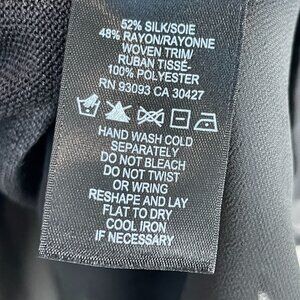 52% SILK/SOIE
48% RAYON/RAYONNE
WOVEN TRIM/
RUBAN TISSÉ-
100% POLYESTER
RN 93093 CA 30427
HAND WASH COLD
SEPARATELY
DO NOT BLEACH
DO NOT TWIST
OR WRING
RESHAPE AND LAY
FLAT TO DRY
COOL IRON
IF NECESSARY